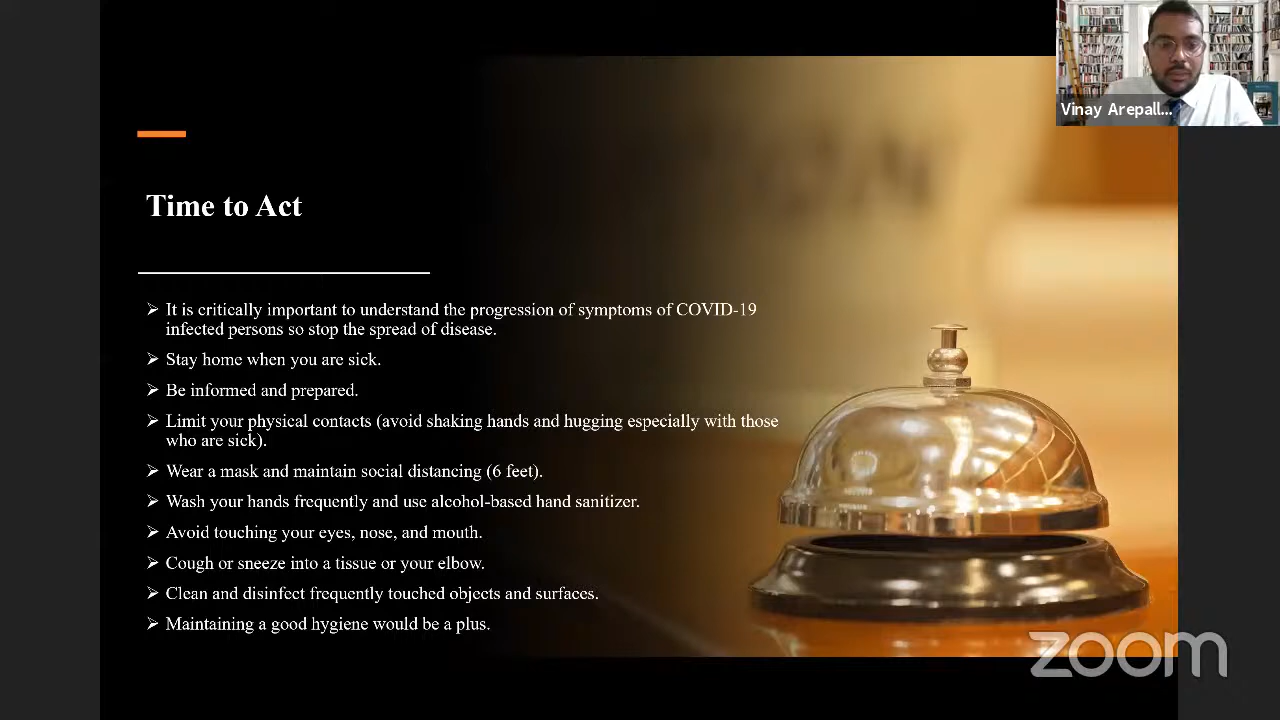 Vinay Arepall...
Time to Act
➢ It is critically important to understand the progression of symptoms of COVID-19
infected persons so stop the spread of disease.
➢ Stay home when you are sick.
➢ Be informed and prepared.
➢ Limit your physical contacts (avoid shaking hands and hugging especially with those
who are sick).
➢ Wear a mask and maintain social distancing (6 feet).
➢ Wash your hands frequently and use alcohol-based hand sanitizer.
➢ Avoid touching your eyes, nose, and mouth.
➢ Cough or sneeze into a tissue or your elbow.
➢ Clean and disinfect frequently touched objects and surfaces.
➢ Maintaining a good hygiene would be a plus.
zoom